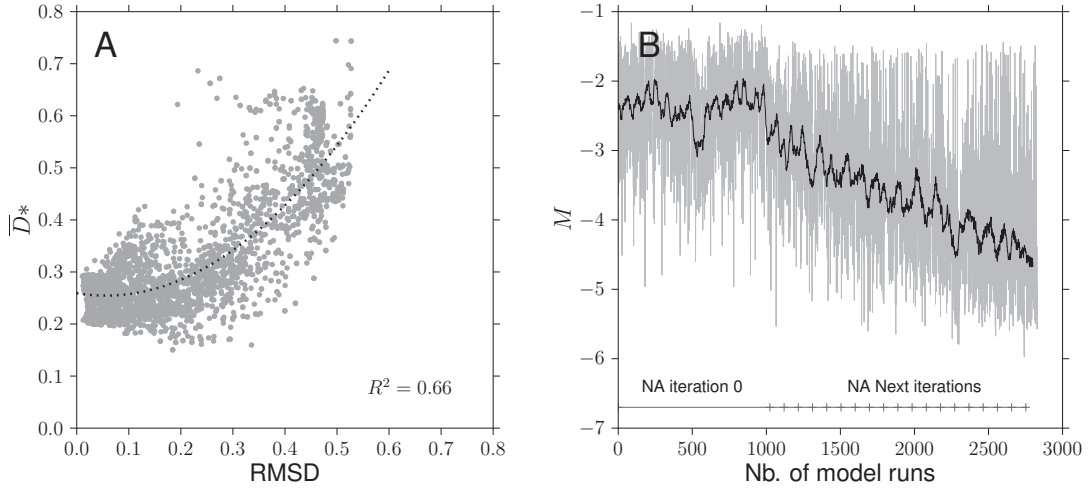 A
0.8
0.7
0.6
0.5
0.4
0.3
0.2
0.1
0.0
D̅*
R² = 0.66
0.0 0.1 0.2 0.3 0.4 0.5 0.6 0.7 0.8
RMSD
B
−1
−2
−3
−4
−5
−6
−7
M
NA iteration 0 NA Next iterations
0 500 1000 1500 2000 2500 3000
Nb. of model runs